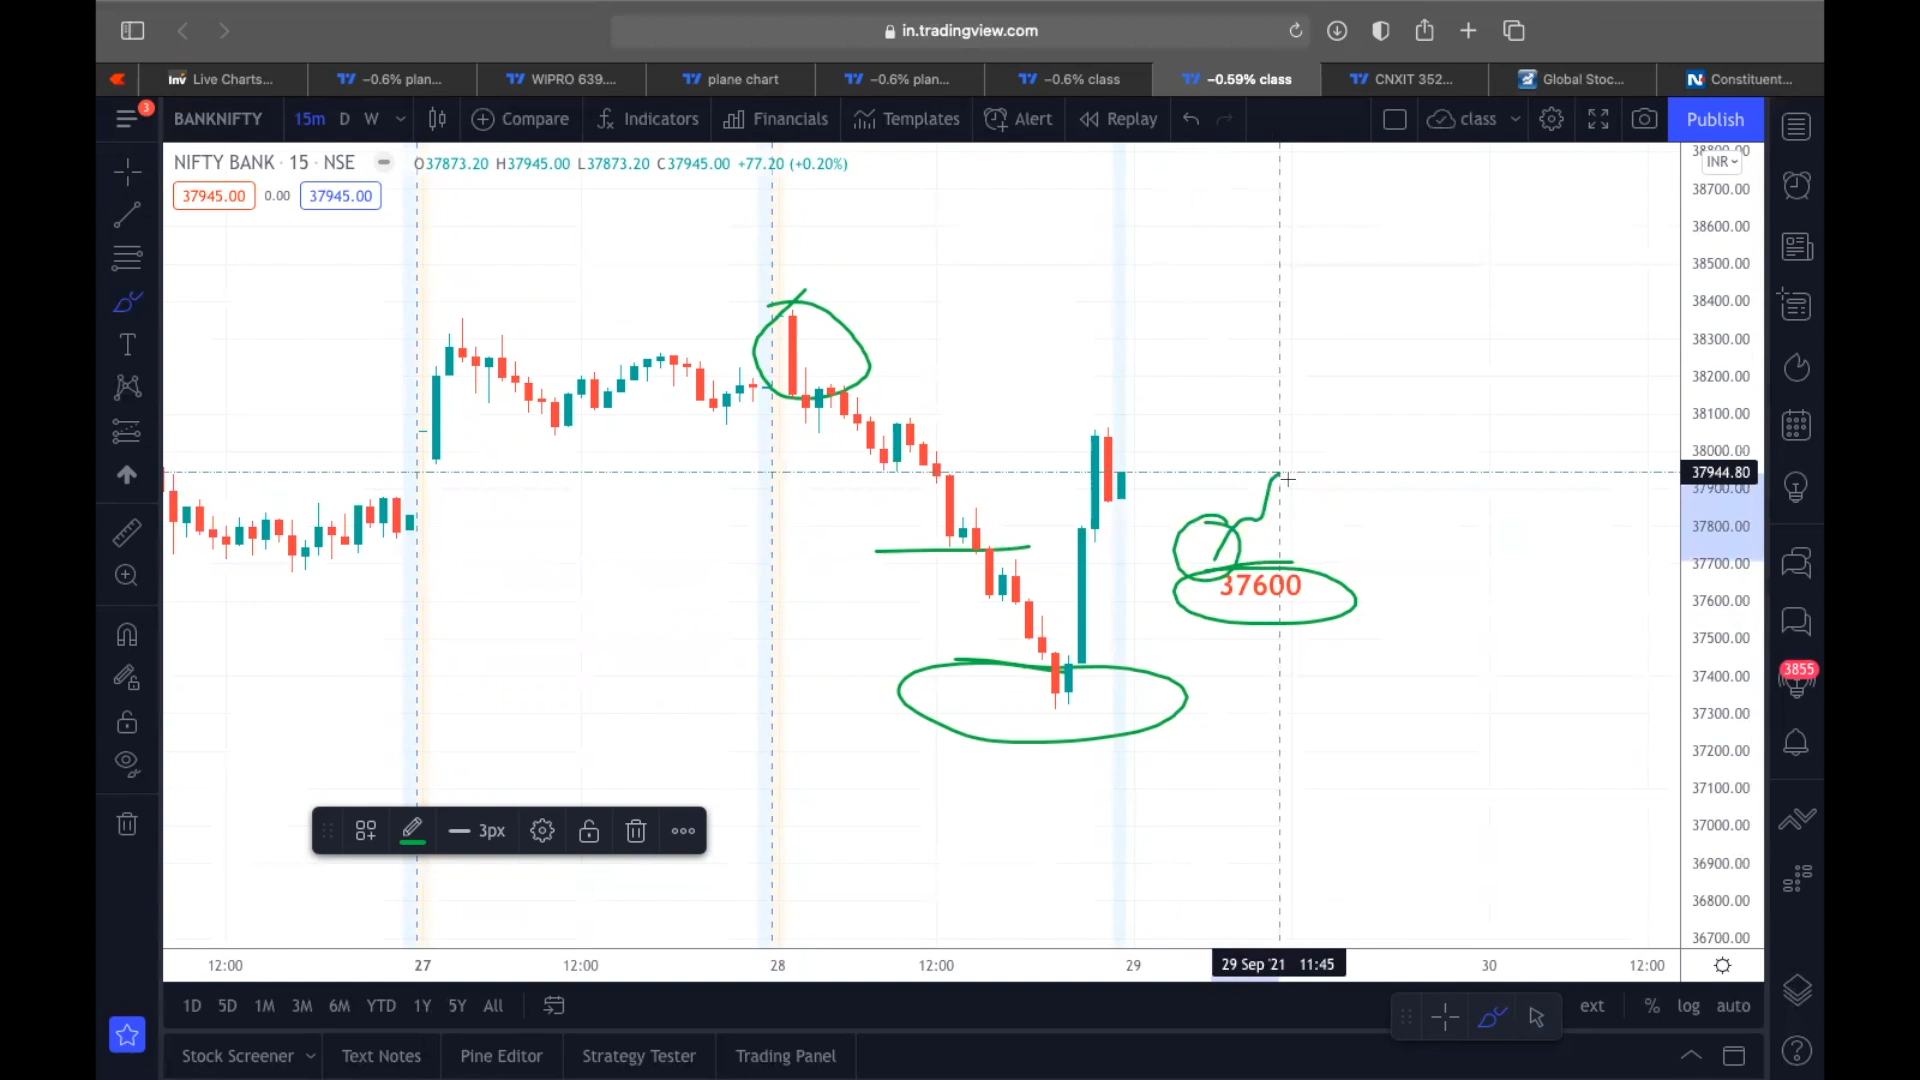 in.tradingview.com
Inv Live Charts...
−0.6% plan...
WIPRO 639....
plane chart
−0.6% plan...
−0.6% class
−0.59% class
CNXIT 352...
Global Stoc...
N Constituent...
3
BANKNIFTY
15m
D
W
Compare
Indicators
Financials
Templates
Alert
Replay
class
Publish
NIFTY BANK · 15 · NSE
O37873.20 H37945.00 L37873.20 C37945.00 +77.20 (+0.20%)
37945.00
0.00
37945.00
INR
38700.00
38600.00
38500.00
38400.00
38300.00
38200.00
38100.00
38000.00
37944.80
37900.00
37800.00
37700.00
37600.00
37500.00
37400.00
37300.00
37200.00
37100.00
37000.00
36900.00
36800.00
36700.00
37600
3855
3px
12:00
27
12:00
28
12:00
29
29 Sep '21 11:45
30
12:00
1D
5D
1M
3M
6M
YTD
1Y
5Y
All
ext
%
log
auto
Stock Screener
Text Notes
Pine Editor
Strategy Tester
Trading Panel